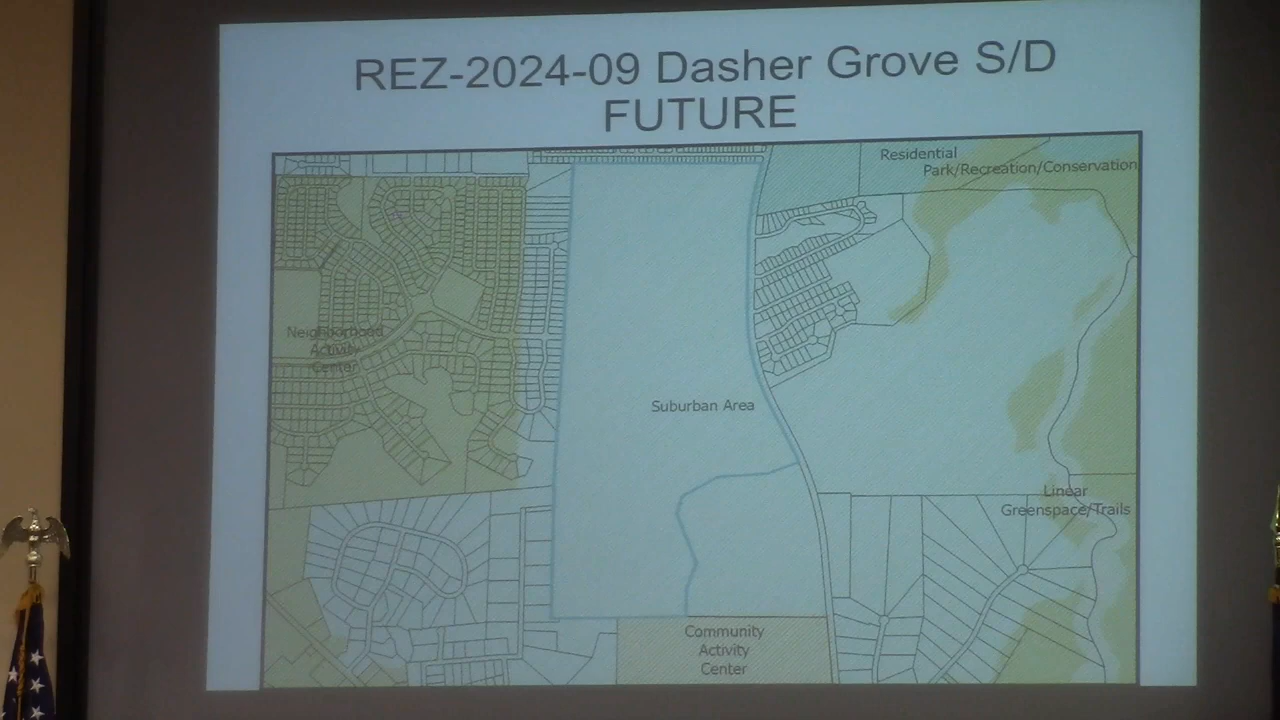 REZ-2024-09 Dasher Grove S/D
FUTURE
Residential
Park/Recreation/Conservation
Neighborhood
Activity
Center
Suburban Area
Linear
Greenspace/Trails
Community
Activity
Center